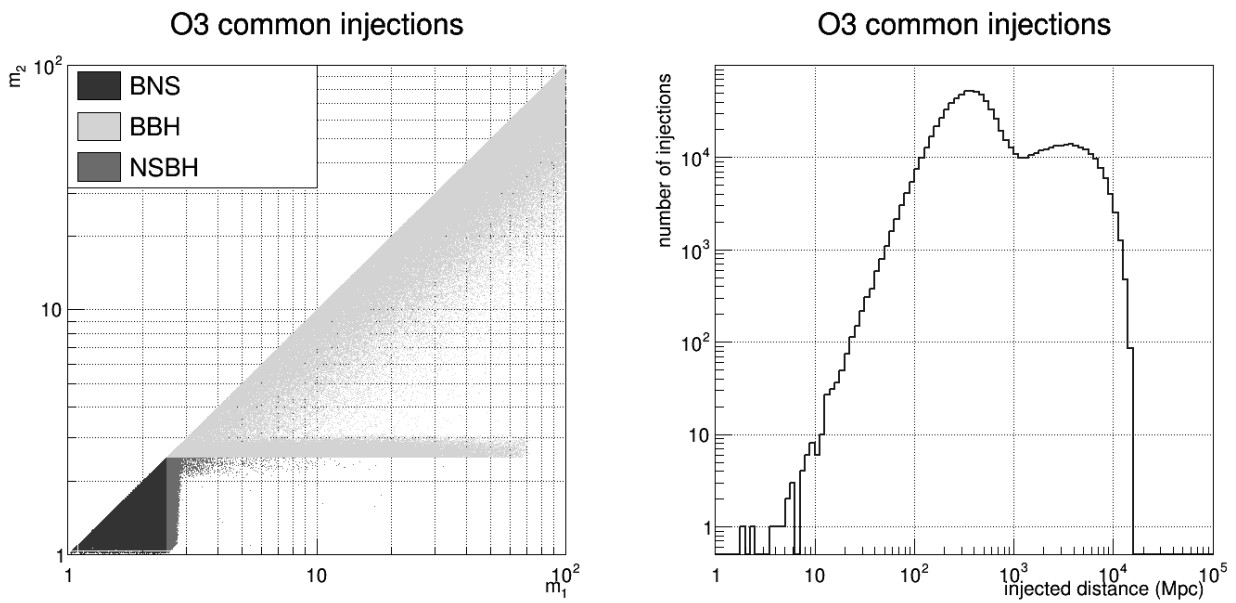 O3 common injections
m2
10²
BNS
BBH
NSBH
10
1
1
10
10²
m1
O3 common injections
number of injections
10⁴
10³
10²
10
1
1
10
10²
10³
10⁴
10⁵
injected distance (Mpc)